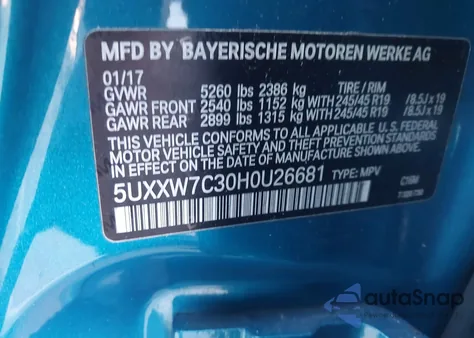 MFD BY BAYERISCHE MOTOREN WERKE AG
01/17
GVWR 5260 lbs 2386 kg TIRE / RIM
GAWR FRONT 2540 lbs 1152 kg WITH 245/45 R19 /8.5J x 19
GAWR REAR 2899 lbs 1315 kg WITH 245/45 R19 /8.5J x 19
THIS VEHICLE CONFORMS TO ALL APPLICABLE U.S. FEDERAL
MOTOR VEHICLE SAFETY, BUMPER, AND
THEFT PREVENTION STANDARDS IN EFFECT ON THE
DATE OF MANUFACTURE SHOWN ABOVE.
5UXXW7C30H0U26681 TYPE: MPV
autoSnap